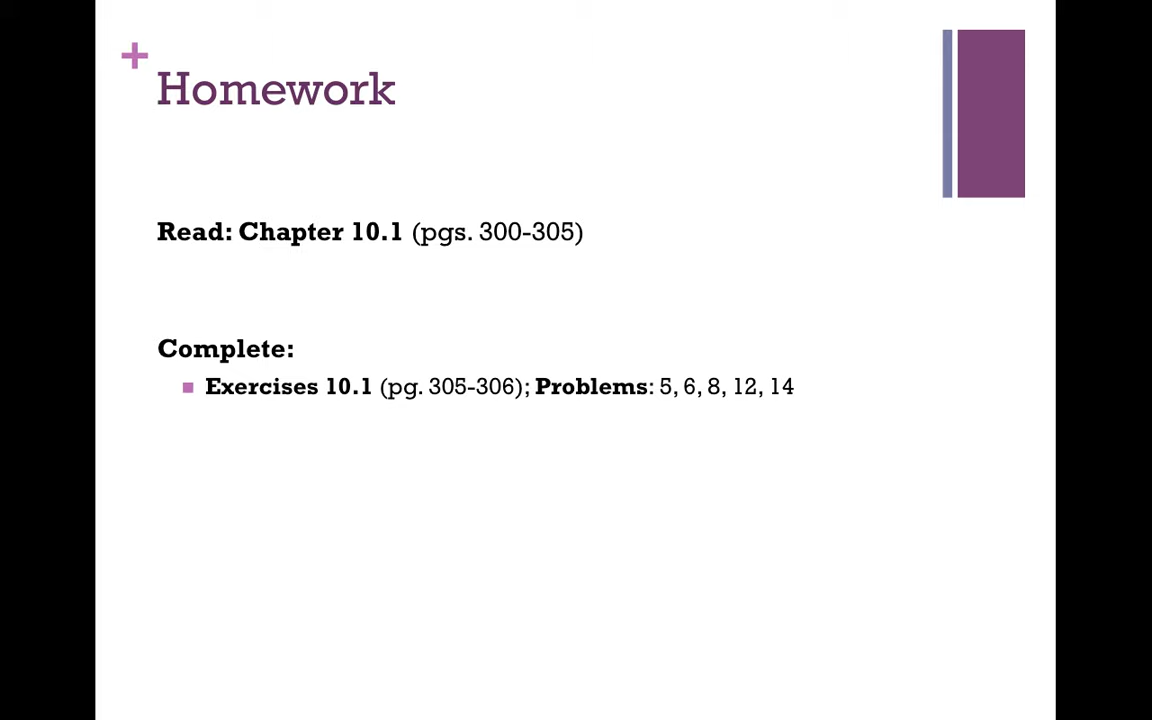 +
Homework
Read: Chapter 10.1 (pgs. 300-305)
Complete:
■ Exercises 10.1 (pg. 305-306); Problems: 5, 6, 8, 12, 14